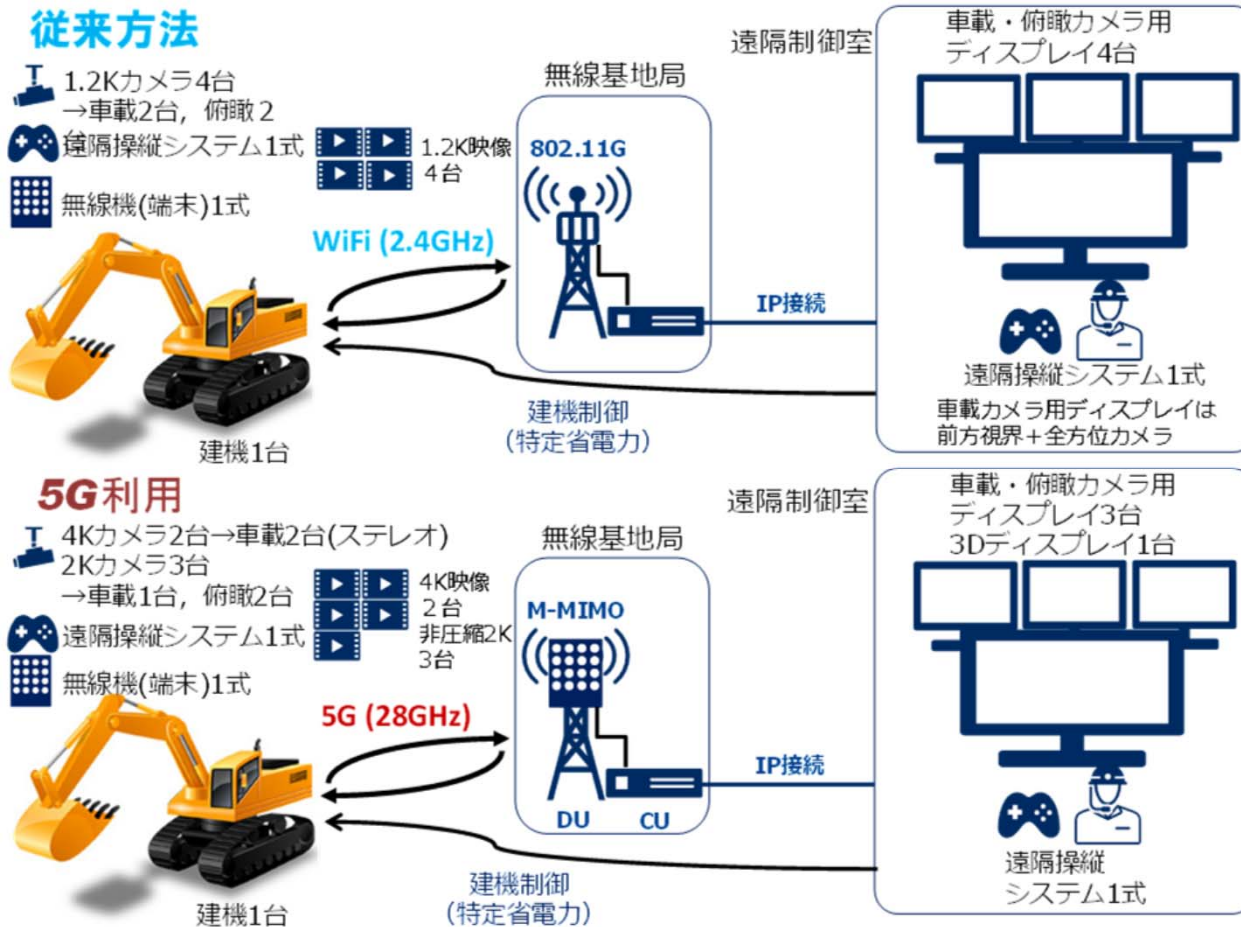 従来方法
1.2Kカメラ4台
→車載2台，俯瞰２
台
遠隔操縦システム1式
無線機(端末)1式
1.2K映像
4台
WiFi (2.4GHz)
建機1台
無線基地局
802.11G
IP接続
建機制御
(特定省電力)
遠隔制御室
車載・俯瞰カメラ用
ディスプレイ4台
遠隔操縦システム1式
車載カメラ用ディスプレイは
前方視界＋全方位カメラ
5G利用
4Kカメラ2台→車載2台(ステレオ)
2Kカメラ3台
→車載1台，俯瞰2台
遠隔操縦システム1式
無線機(端末)1式
4K映像
２台
非圧縮2K
3台
5G (28GHz)
建機1台
無線基地局
M-MIMO
DU
CU
IP接続
建機制御
(特定省電力)
遠隔制御室
車載・俯瞰カメラ用
ディスプレイ3台
3Dディスプレイ1台
遠隔操縦
システム1式